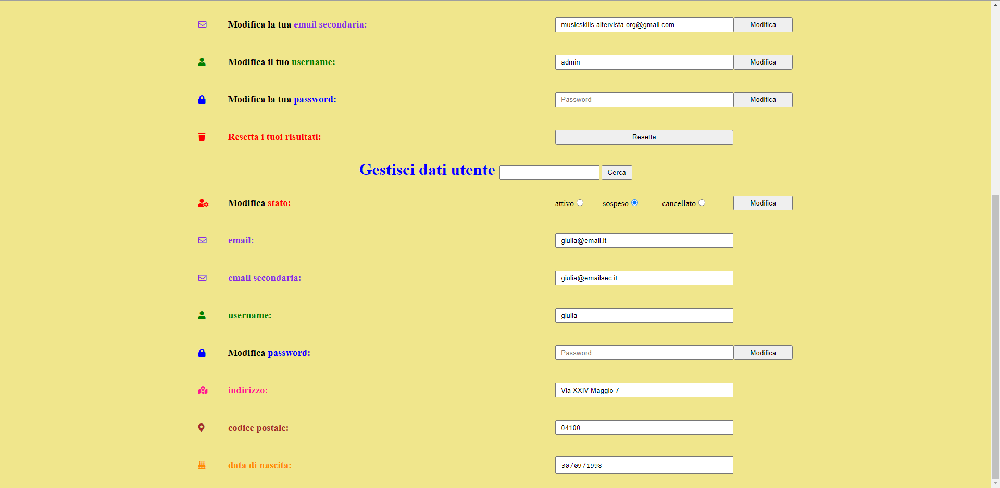 Modifica la tua email secondaria: musicskills.altervista.org@gmail.com Modifica
Modifica il tuo username: admin Modifica
Modifica la tua password: Password Modifica
Resetta i tuoi risultati: Resetta
Gestisci dati utente Cerca
Modifica stato: attivo sospeso cancellato Modifica
email: giulia@email.it
email secondaria: giulia@emailsec.it
username: giulia
Modifica password: Password Modifica
indirizzo: Via XXIV Maggio 7
codice postale: 04100
data di nascita: 30/09/1998